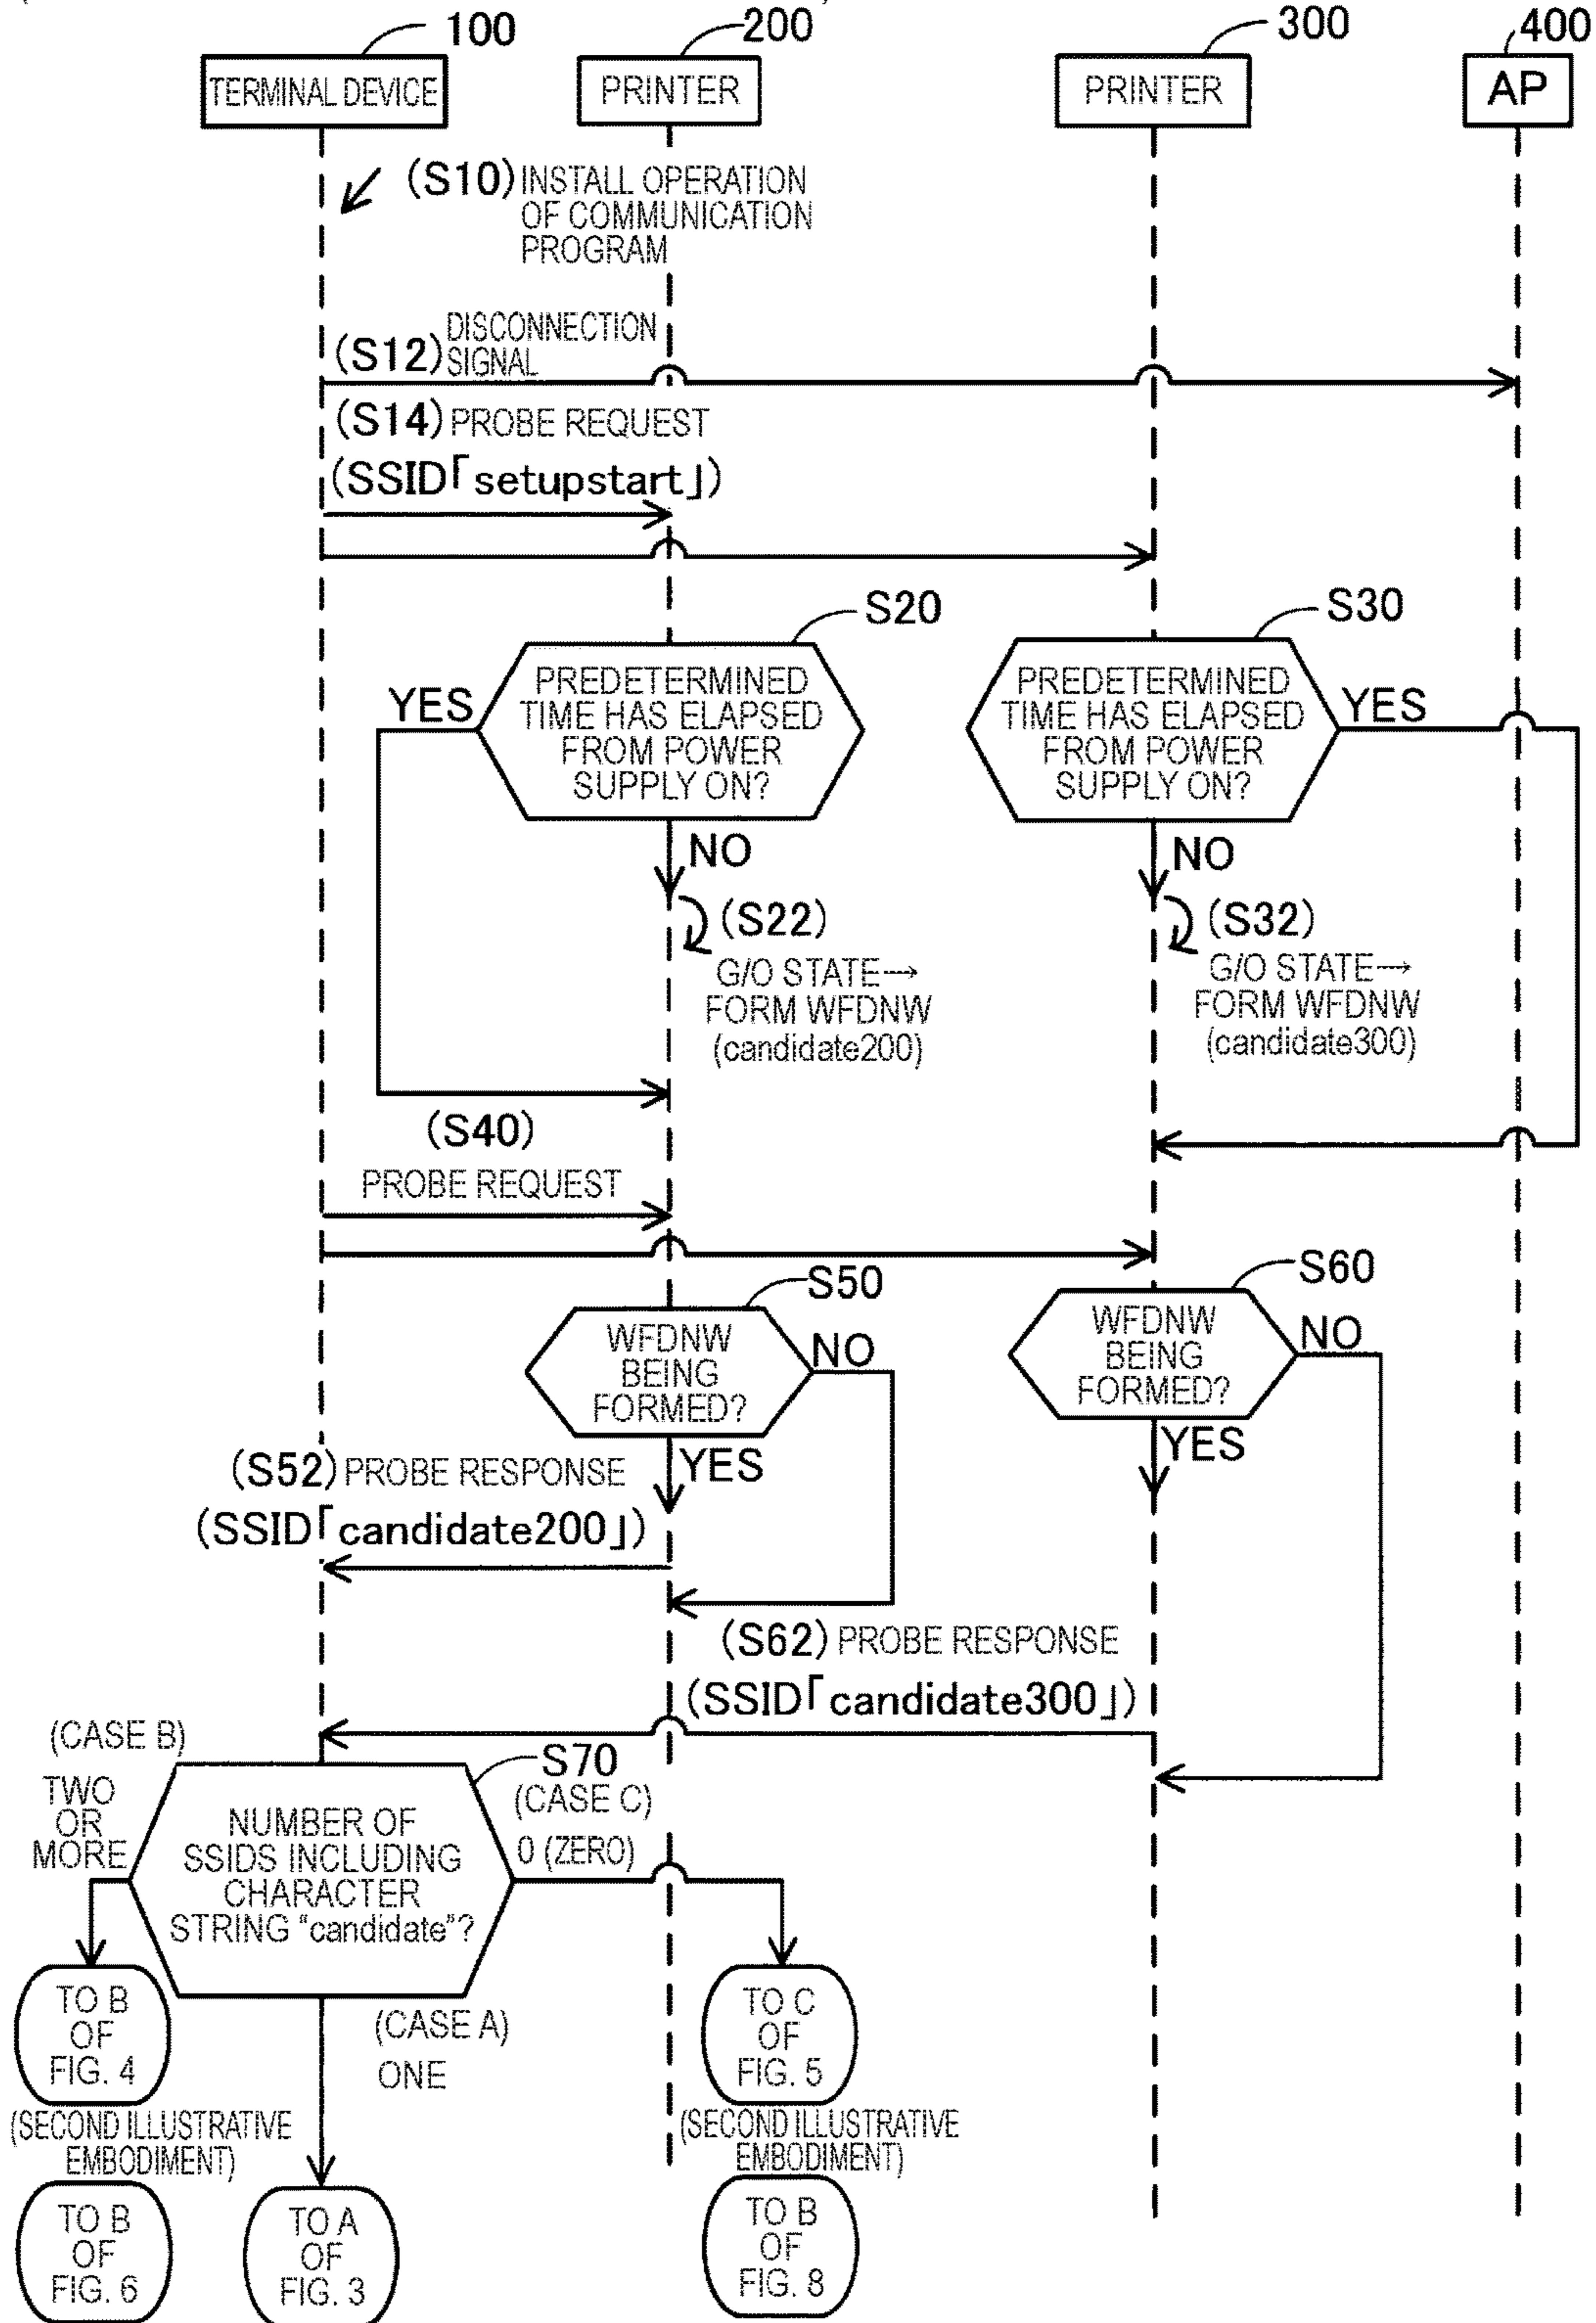 100
200
300
400
TERMINAL DEVICE
PRINTER
PRINTER
AP
(S10) INSTALL OPERATION
OF COMMUNICATION
PROGRAM
(S12) DISCONNECTION
SIGNAL
(S14) PROBE REQUEST
(SSID「setupstart」)
S20
S30
PREDETERMINED
TIME HAS ELAPSED
FROM POWER
SUPPLY ON?
YES
NO
PREDETERMINED
TIME HAS ELAPSED
FROM POWER
SUPPLY ON?
YES
NO
(S22)
G/O STATE→
FORM WFDNW
(candidate200)
(S32)
G/O STATE→
FORM WFDNW
(candidate300)
(S40)
PROBE REQUEST
S50
S60
WFDNW
BEING
FORMED?
NO
YES
WFDNW
BEING
FORMED?
NO
YES
(S52) PROBE RESPONSE
(SSID「candidate200」)
(S62) PROBE RESPONSE
(SSID「candidate300」)
(CASE B)
TWO
OR
MORE
S70
(CASE C)
0 (ZERO)
NUMBER OF
SSIDS INCLUDING
CHARACTER
STRING "candidate"?
(CASE A)
ONE
TO B
OF
FIG. 4
TO C
OF
FIG. 5
(SECOND ILLUSTRATIVE
EMBODIMENT)
(SECOND ILLUSTRATIVE
EMBODIMENT)
TO B
OF
FIG. 6
TO A
OF
FIG. 3
TO B
OF
FIG. 8